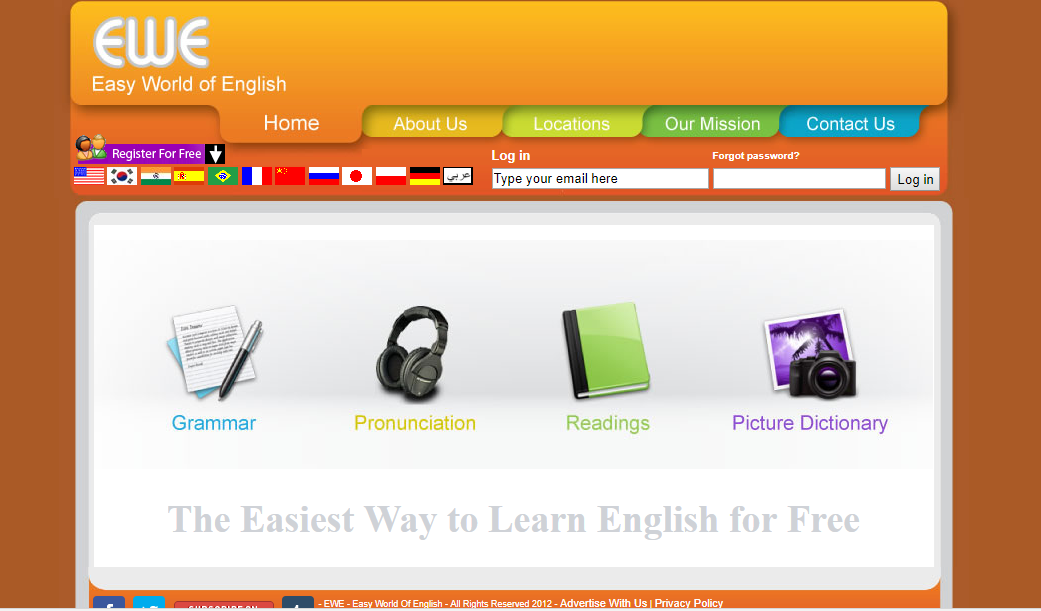 EWE
Easy World of English
Home
About Us
Locations
Our Mission
Contact Us
Register For Free
Log in
Forgot password?
عربي
Type your email here
Log in
Grammar
Pronunciation
Readings
Picture Dictionary
The Easiest Way to Learn English for Free
- EWE - Easy World Of English - All Rights Reserved 2012 - Advertise With Us | Privacy Policy